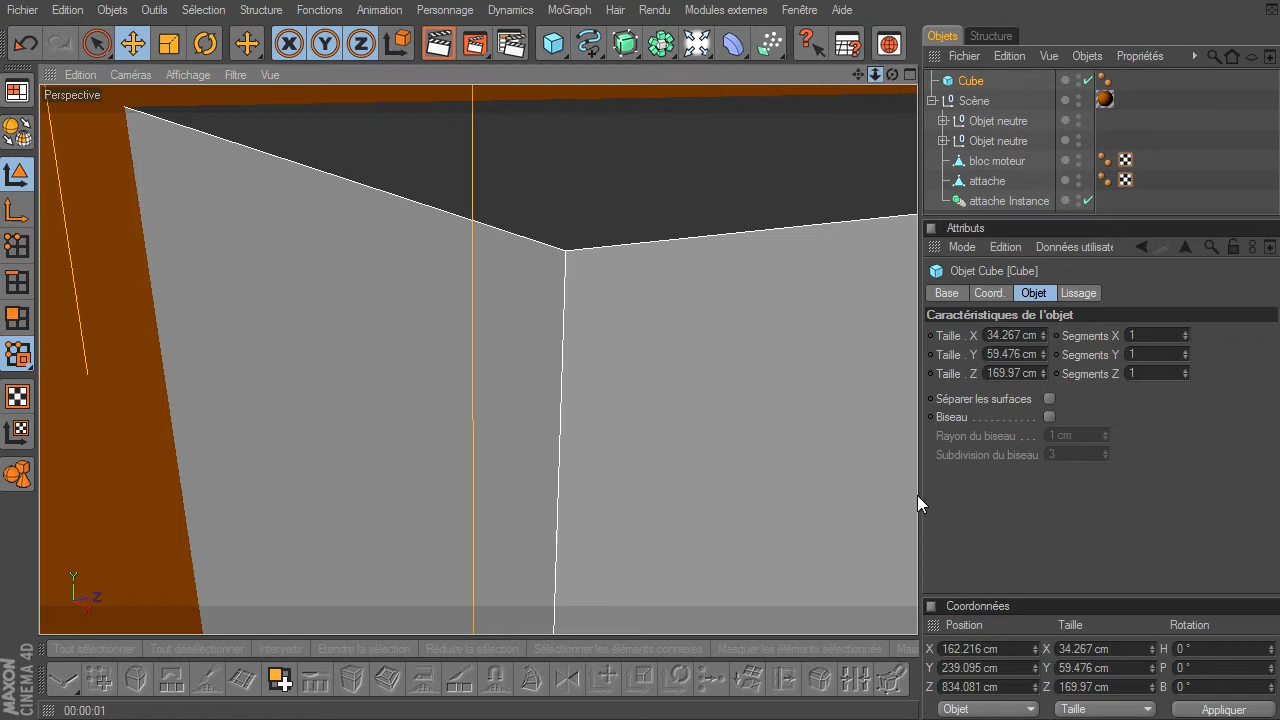 Fichier Edition Objets Outils Sélection Structure Fonctions Animation Personnage Dynamics MoGraph Hair Rendu Modules externes Fenêtre Aide
X Y Z
Objets Structure
Fichier Edition Vue Objets Propriétés
Edition Caméras Affichage Filtre Vue
Perspective
Cube
Scène
Objet neutre
Objet neutre
bloc moteur
attache
attache Instance
Attributs
Mode Edition Données utilisate
Objet Cube [Cube]
Base Coord. Objet Lissage
Caractéristiques de l'objet
Taille . X 34.267 cm Segments X 1
Taille . Y 59.476 cm Segments Y 1
Taille . Z 169.97 cm Segments Z 1
Séparer les surfaces
Biseau . . . . . . . . . . .
Rayon du biseau . . . 1 cm
Subdivision du biseau 3
Y
Z
X
Coordonnées
Position Taille Rotation
X 162.216 cm X 34.267 cm H 0 °
Y 239.095 cm Y 59.476 cm P 0 °
Z 834.081 cm Z 169.97 cm B 0 °
Objet Taille Appliquer
Tout sélectionner Tout désélectionner Intervertir Etendre la sélection Réduire la sélection Sélectionner les éléments connexes Masquer les éléments sélectionnés Mas
MAXON
CINEMA 4D
00:00:01